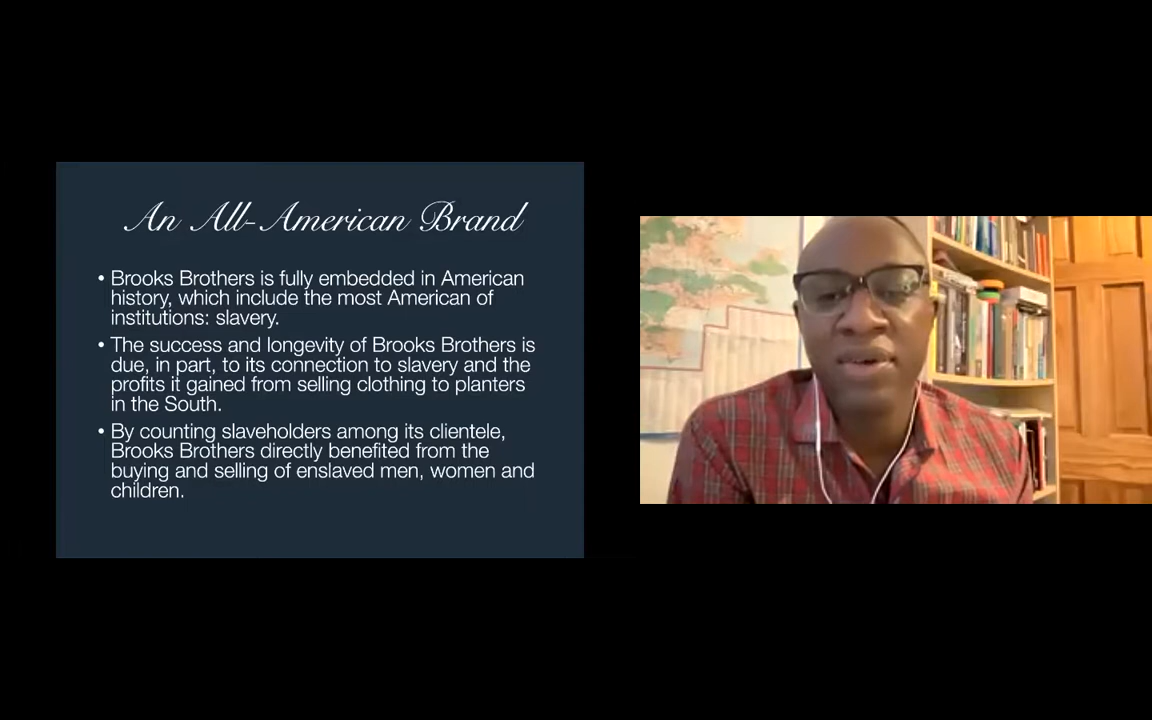 An All-American Brand
• Brooks Brothers is fully embedded in American
history, which include the most American of
institutions: slavery.
• The success and longevity of Brooks Brothers is
due, in part, to its connection to slavery and the
profits it gained from selling clothing to planters
in the South.
• By counting slaveholders among its clientele,
Brooks Brothers directly benefited from the
buying and selling of enslaved men, women and
children.